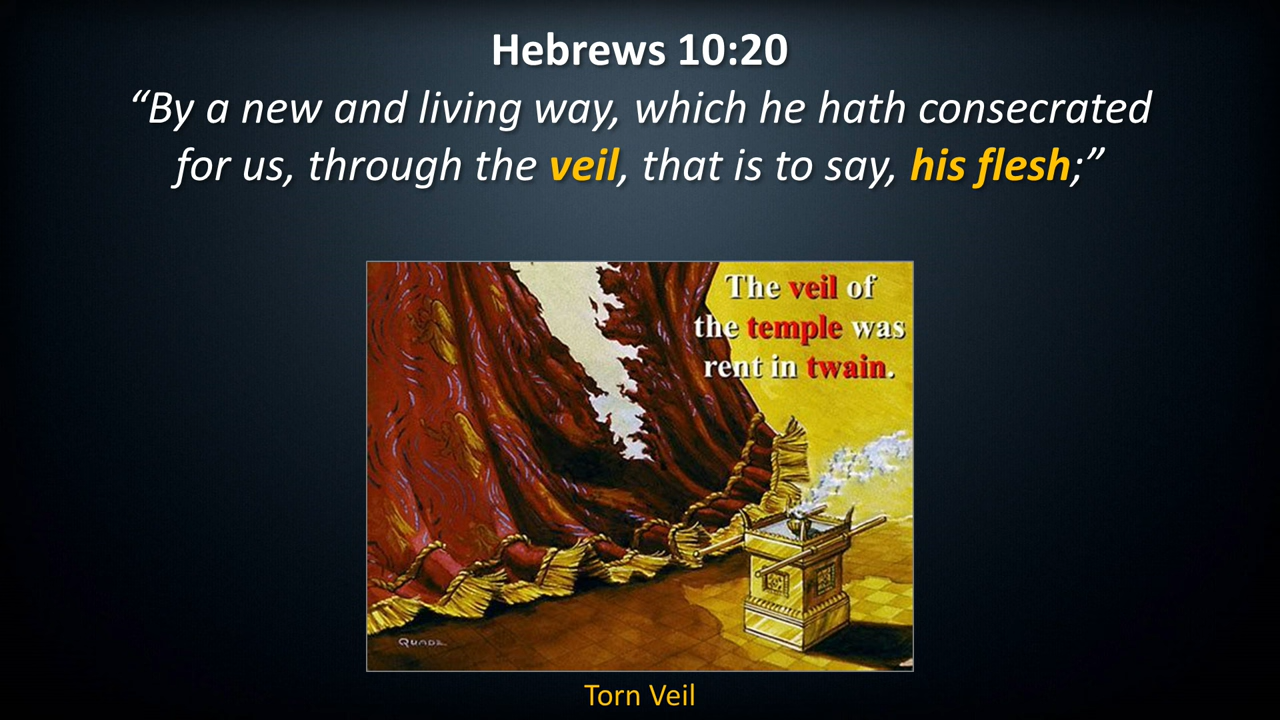 Hebrews 10:20
“By a new and living way, which he hath consecrated
for us, through the veil, that is to say, his flesh;”
The veil of
the temple was
rent in twain.
QUADE
Torn Veil